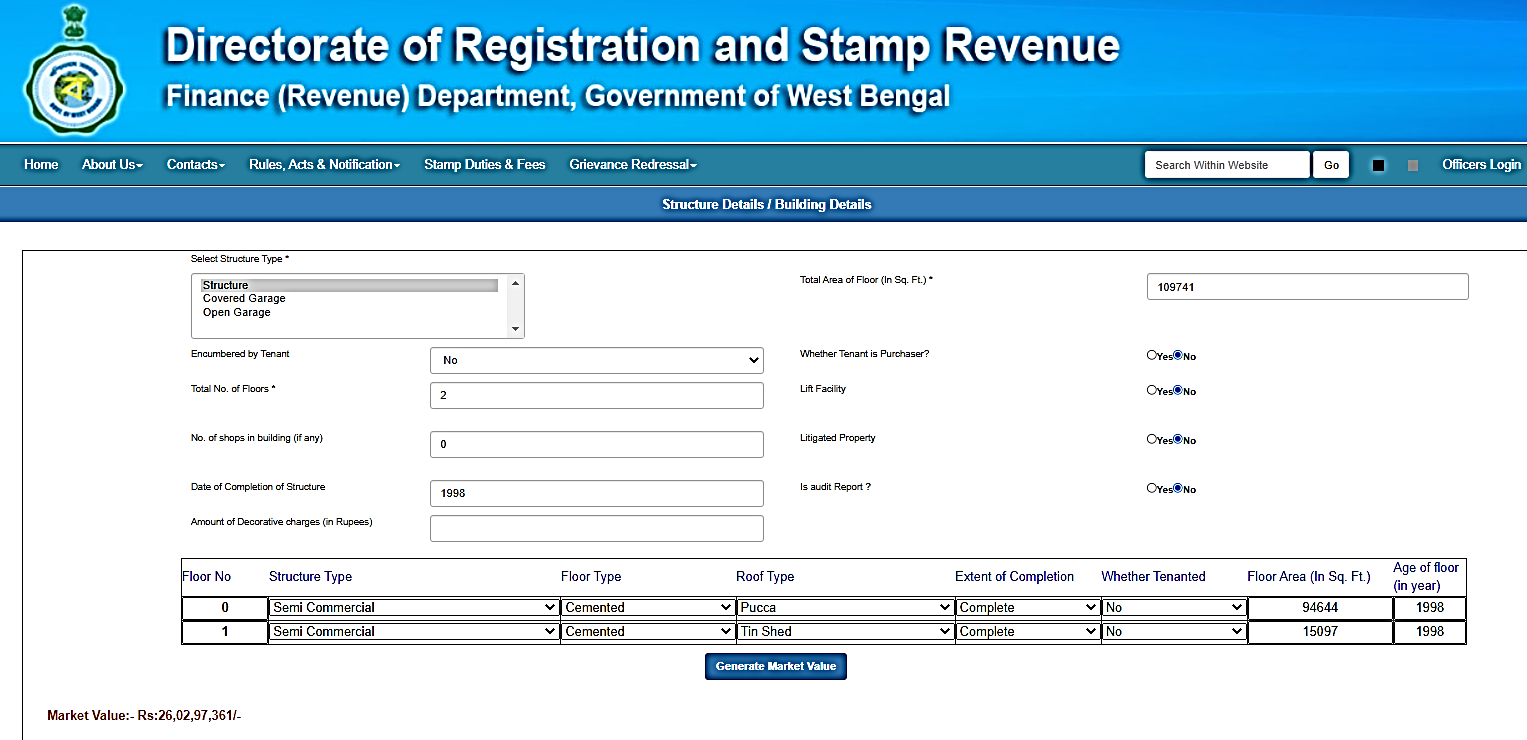 Directorate of Registration and Stamp Revenue
Finance (Revenue) Department, Government of West Bengal
Home About Us Contacts Rules, Acts & Notification Stamp Duties & Fees Grievance Redressal Search Within Website Go Officers Login
Structure Details / Building Details
Select Structure Type *
Structure
Covered Garage
Open Garage
Total Area of Floor (In Sq. Ft.) * 109741
Encumbered by Tenant No Whether Tenant is Purchaser? Yes No
Total No. of Floors * 2 Lift Facility Yes No
No. of shops in building (if any) 0 Litigated Property Yes No
Date of Completion of Structure 1998 Is audit Report ? Yes No
Amount of Decorative charges (in Rupees)
Floor No Structure Type Floor Type Roof Type Extent of Completion Whether Tenanted Floor Area (In Sq. Ft.) Age of floor (in year)
0 Semi Commercial Cemented Pucca Complete No 94644 1998
1 Semi Commercial Cemented Tin Shed Complete No 15097 1998
Generate Market Value
Market Value:- Rs:26,02,97,361/-